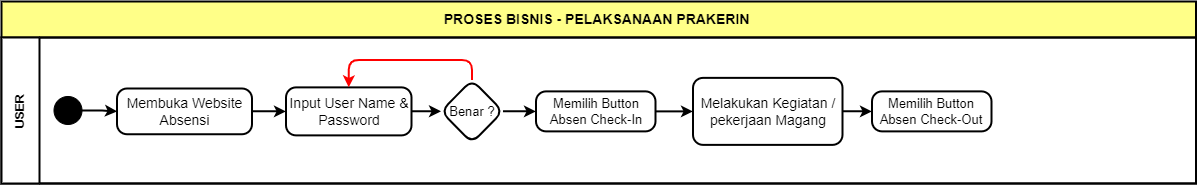 PROSES BISNIS - PELAKSANAAN PRAKERIN
USER
Membuka Website
Absensi
Input User Name &
Password
Benar ?
Memilih Button
Absen Check-In
Melakukan Kegiatan /
pekerjaan Magang
Memilih Button
Absen Check-Out